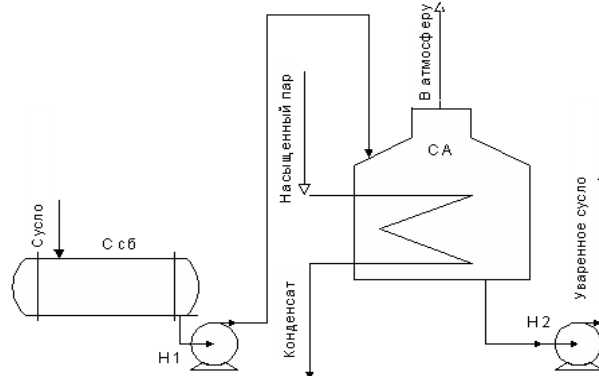 Сусло
С сб
Н1
Насыщенный пар
Конденсат
В атмосферу
СА
Н2
Уваренное сусло